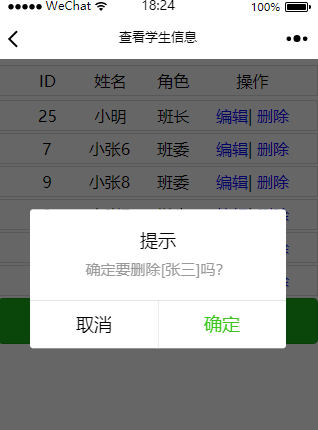 WeChat 18:24 100%
查看学生信息
ID 姓名 角色 操作
25 小明 班长 编辑| 删除
7 小张6 班委 编辑| 删除
9 小张8 班委 编辑| 删除
提示
确定要删除[张三]吗?
取消 确定